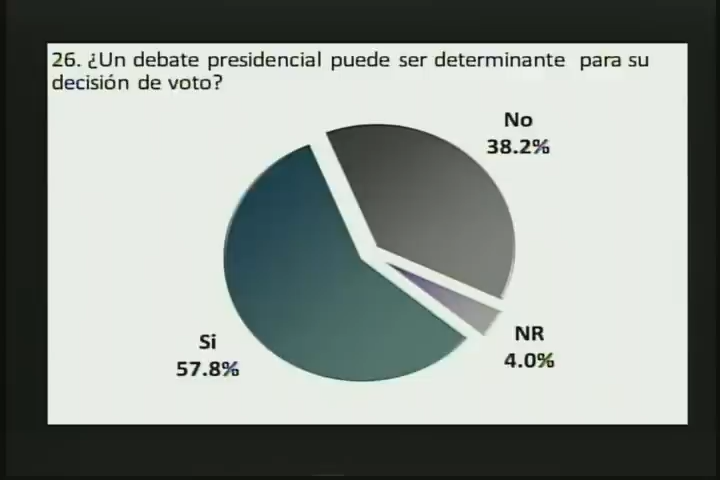 26. ¿Un debate presidencial puede ser determinante para su
decisión de voto?
No
38.2%
Si
57.8%
NR
4.0%